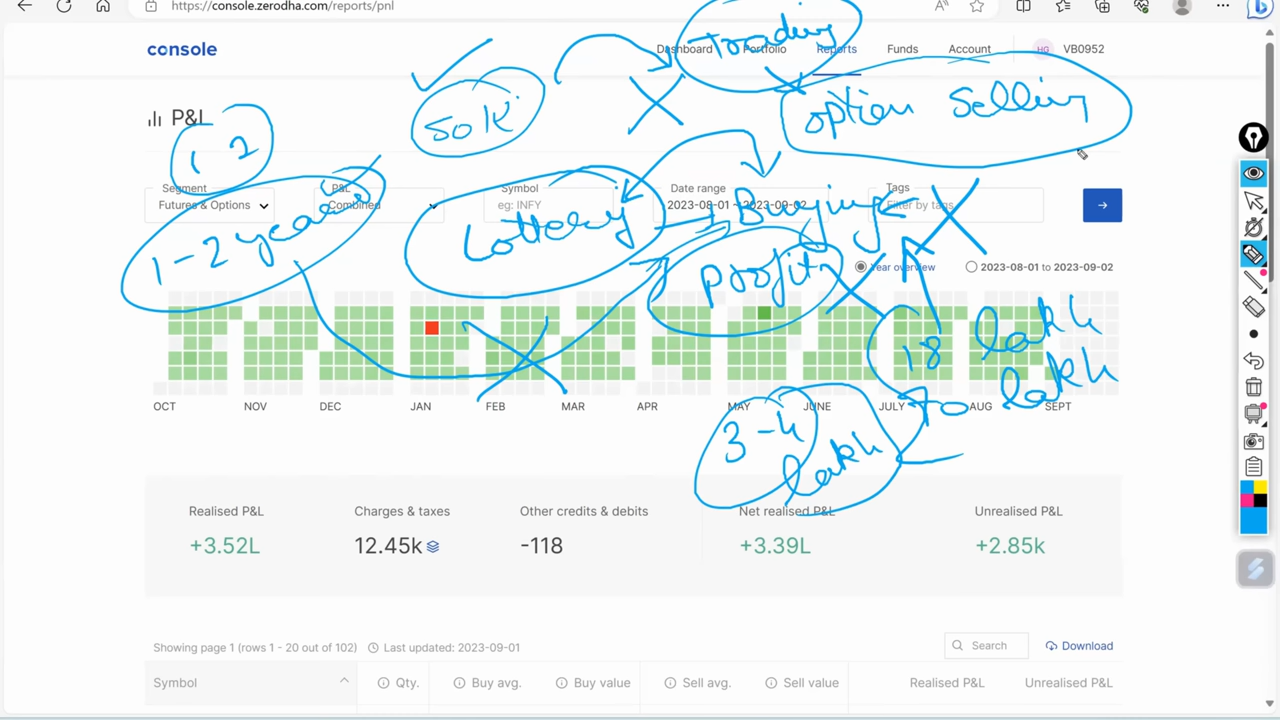 https://console.zerodha.com/reports/pnl
console
Dashboard Portfolio Reports Funds Account HG VB0952
trading
P&L
50k
option selling
1 2
Segment P&L Symbol Date range Tags
Futures & Options Combined eg: INFY 2023-08-01 ~ 2023-09-02 Filter by tags
1-2 years
Lottery
Buying
profit
Year overview 2023-08-01 to 2023-09-02
18 lakh
70 lakh
OCT NOV DEC JAN FEB MAR APR MAY JUNE JULY AUG SEPT
3-4
lakh
Realised P&L Charges & taxes Other credits & debits Net realised P&L Unrealised P&L
+3.52L 12.45k -118 +3.39L +2.85k
Showing page 1 (rows 1 - 20 out of 102) Last updated: 2023-09-01 Search Download
Symbol Qty. Buy avg. Buy value Sell avg. Sell value Realised P&L Unrealised P&L